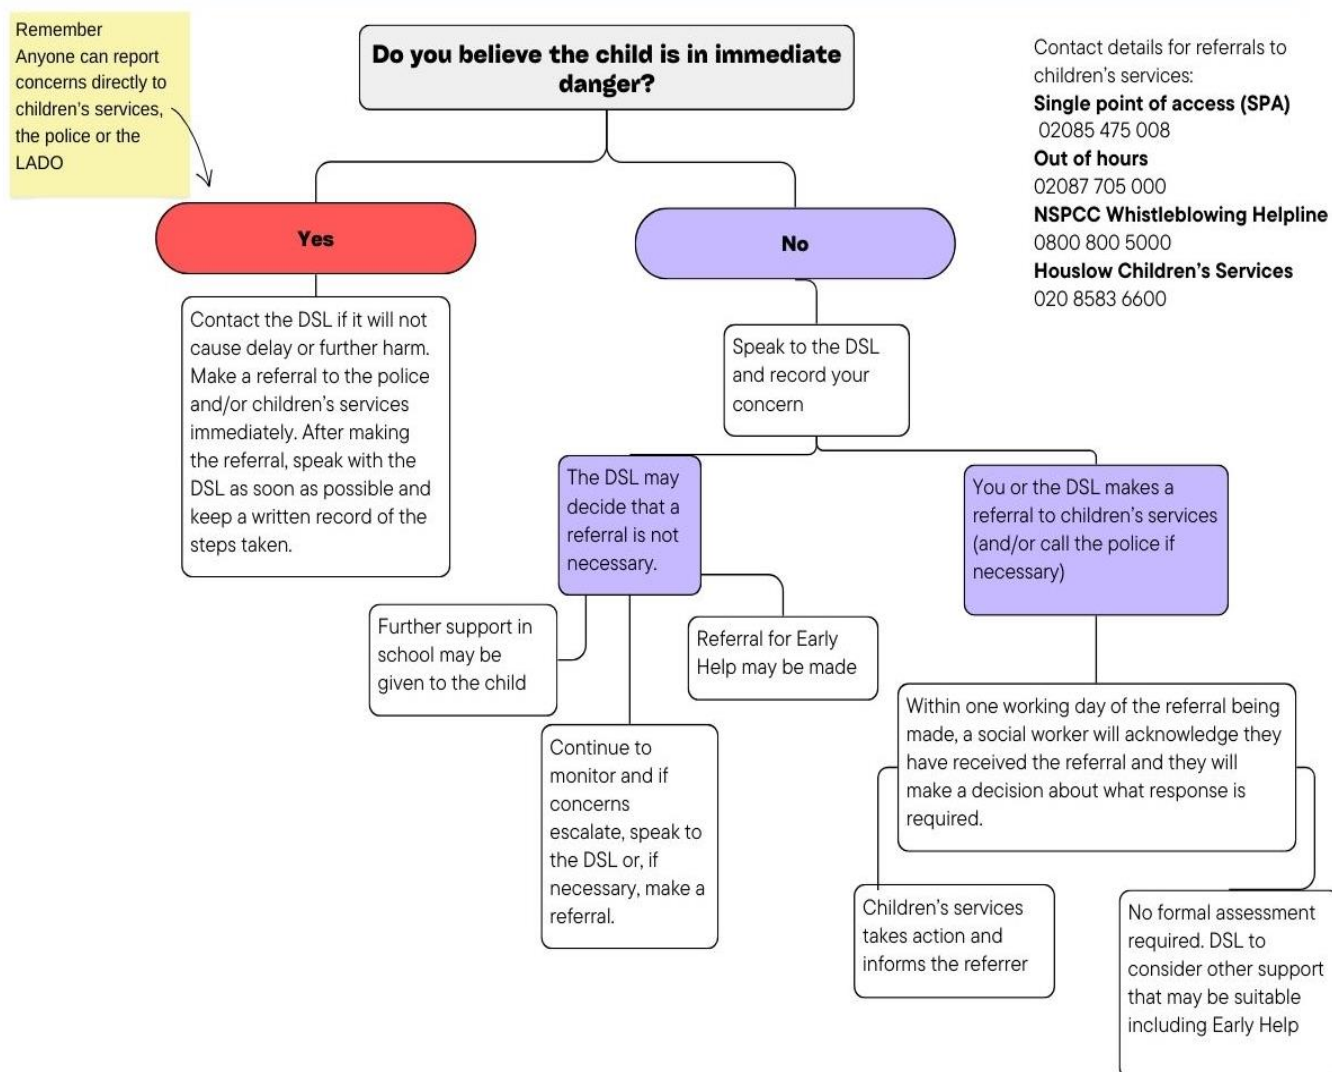 Remember
Anyone can report
concerns directly to
children's services,
the police or the
LADO
Do you believe the child is in immediate
danger?
Contact details for referrals to
children's services:
Single point of access (SPA)
02085 475 008
Out of hours
02087 705 000
NSPCC Whistleblowing Helpline
0800 800 5000
Houslow Children's Services
020 8583 6600
Yes
No
Contact the DSL if it will not
cause delay or further harm.
Make a referral to the police
and/or children's services
immediately. After making
the referral, speak with the
DSL as soon as possible and
keep a written record of the
steps taken.
Speak to the DSL
and record your
concern
The DSL may
decide that a
referral is not
necessary.
You or the DSL makes a
referral to children's services
(and/or call the police if
necessary)
Further support in
school may be
given to the child
Referral for Early
Help may be made
Continue to
monitor and if
concerns
escalate, speak to
the DSL or, if
necessary, make a
referral.
Within one working day of the referral being
made, a social worker will acknowledge they
have received the referral and they will
make a decision about what response is
required.
Children's services
takes action and
informs the referrer
No formal assessment
required. DSL to
consider other support
that may be suitable
including Early Help